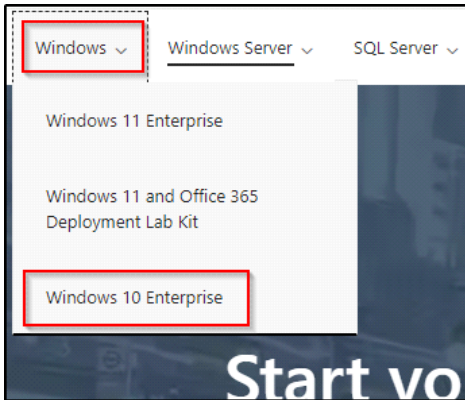 Windows Windows Server SQL Server
Windows 11 Enterprise
Windows 11 and Office 365
Deployment Lab Kit
Windows 10 Enterprise
Start vo